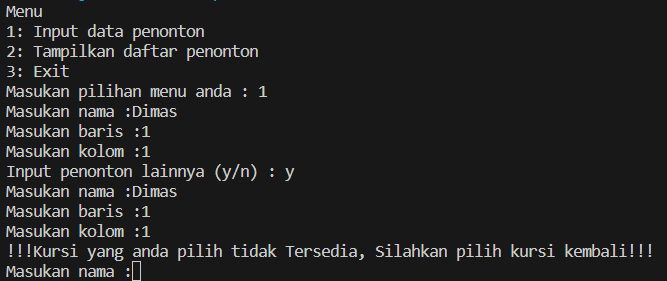 Menu
1: Input data penonton
2: Tampilkan daftar penonton
3: Exit
Masukan pilihan menu anda : 1
Masukan nama :Dimas
Masukan baris :1
Masukan kolom :1
Input penonton lainnya (y/n) : y
Masukan nama :Dimas
Masukan baris :1
Masukan kolom :1
!!!Kursi yang anda pilih tidak Tersedia, Silahkan pilih kursi kembali!!!
Masukan nama :